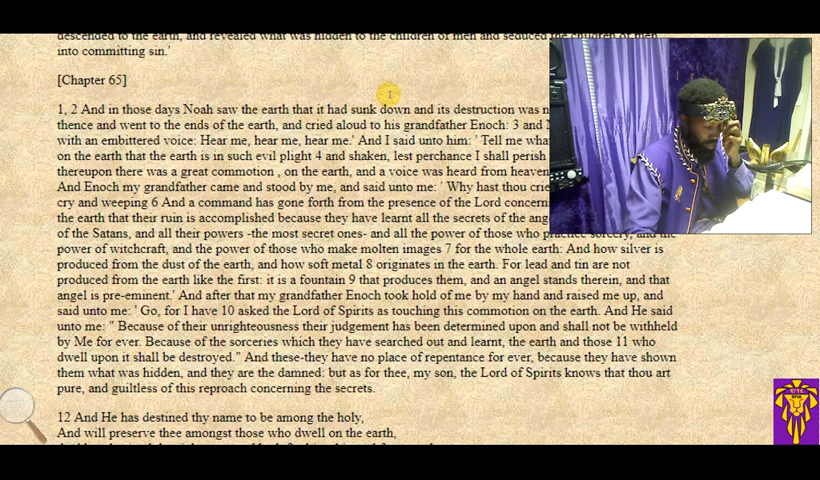 descended to the earth, and revealed what was hidden to the children of men and seduced the children of men
into committing sin.'
[Chapter 65]
1, 2 And in those days Noah saw the earth that it had sunk down and its destruction was
thence and went to the ends of the earth, and cried aloud to his grandfather Enoch: 3 and
with an embittered voice: Hear me, hear me, hear me.' And I said unto him: ' Tell me
on the earth that the earth is in such evil plight 4 and shaken, lest perchance I shall perish
thereupon there was a great commotion , on the earth, and a voice was heard from heaven
And Enoch my grandfather came and stood by me, and said unto me: ' Why hast thou
cry and weeping 6 And a command has gone forth from the presence of the Lord
the earth that their ruin is accomplished because they have learnt all the secrets of the
of the Satans, and all their powers -the most secret ones- and all the power of those who practice sorcery, and the
power of witchcraft, and the power of those who make molten images 7 for the whole earth: And how silver is
produced from the dust of the earth, and how soft metal 8 originates in the earth. For lead and tin are not
produced from the earth like the first: it is a fountain 9 that produces them, and an angel stands therein, and that
angel is pre-eminent.' And after that my grandfather Enoch took hold of me by my hand and raised me up, and
said unto me: ' Go, for I have 10 asked the Lord of Spirits as touching this commotion on the earth. And He said
unto me: " Because of their unrighteousness their judgement has been determined upon and shall not be withheld
by Me for ever. Because of the sorceries which they have searched out and learnt, the earth and those 11 who
dwell upon it shall be destroyed." And these-they have no place of repentance for ever, because they have shown
them what was hidden, and they are the damned: but as for thee, my son, the Lord of Spirits knows that thou art
pure, and guiltless of this reproach concerning the secrets.
12 And He has destined thy name to be among the holy,
And will preserve thee amongst those who dwell on the earth,